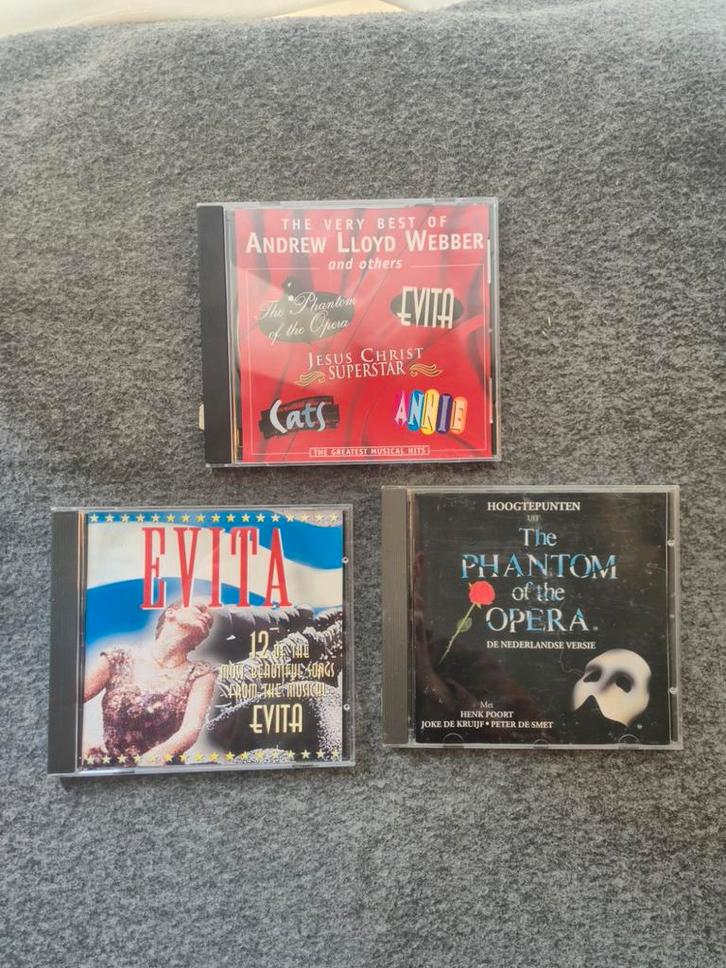 THE VERY BEST OF
ANDREW LLOYD WEBBER
and others
The Phantom
of the Opera
EVITA
JESUS CHRIST
SUPERSTAR
Cats
ANNIE
THE GREATEST MUSICAL HITS
EVITA
12 OF THE
MOST BEAUTIFUL SONGS
FROM THE MUSICAL
EVITA
HOOGTEPUNTEN
UIT
The
PHANTOM
of the
OPERA
DE NEDERLANDSE VERSIE
Met
HENK POORT
JOKE DE KRUIJF • PETER DE SMET